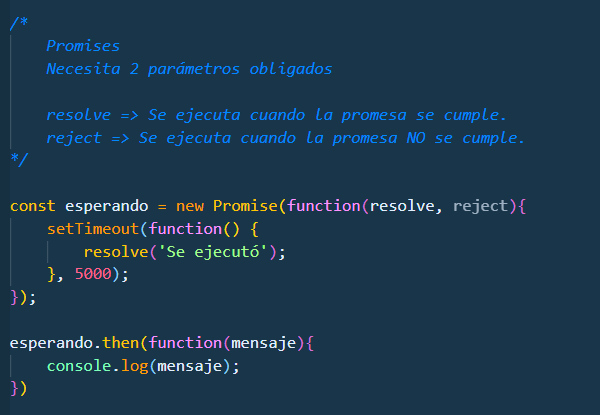 /*
    Promises
    Necesita 2 parámetros obligados

    resolve => Se ejecuta cuando la promesa se cumple.
    reject => Se ejecuta cuando la promesa NO se cumple.
*/

const esperando = new Promise(function(resolve, reject){
    setTimeout(function() {
        resolve('Se ejecutó');
    }, 5000);
});

esperando.then(function(mensaje){
    console.log(mensaje);
})